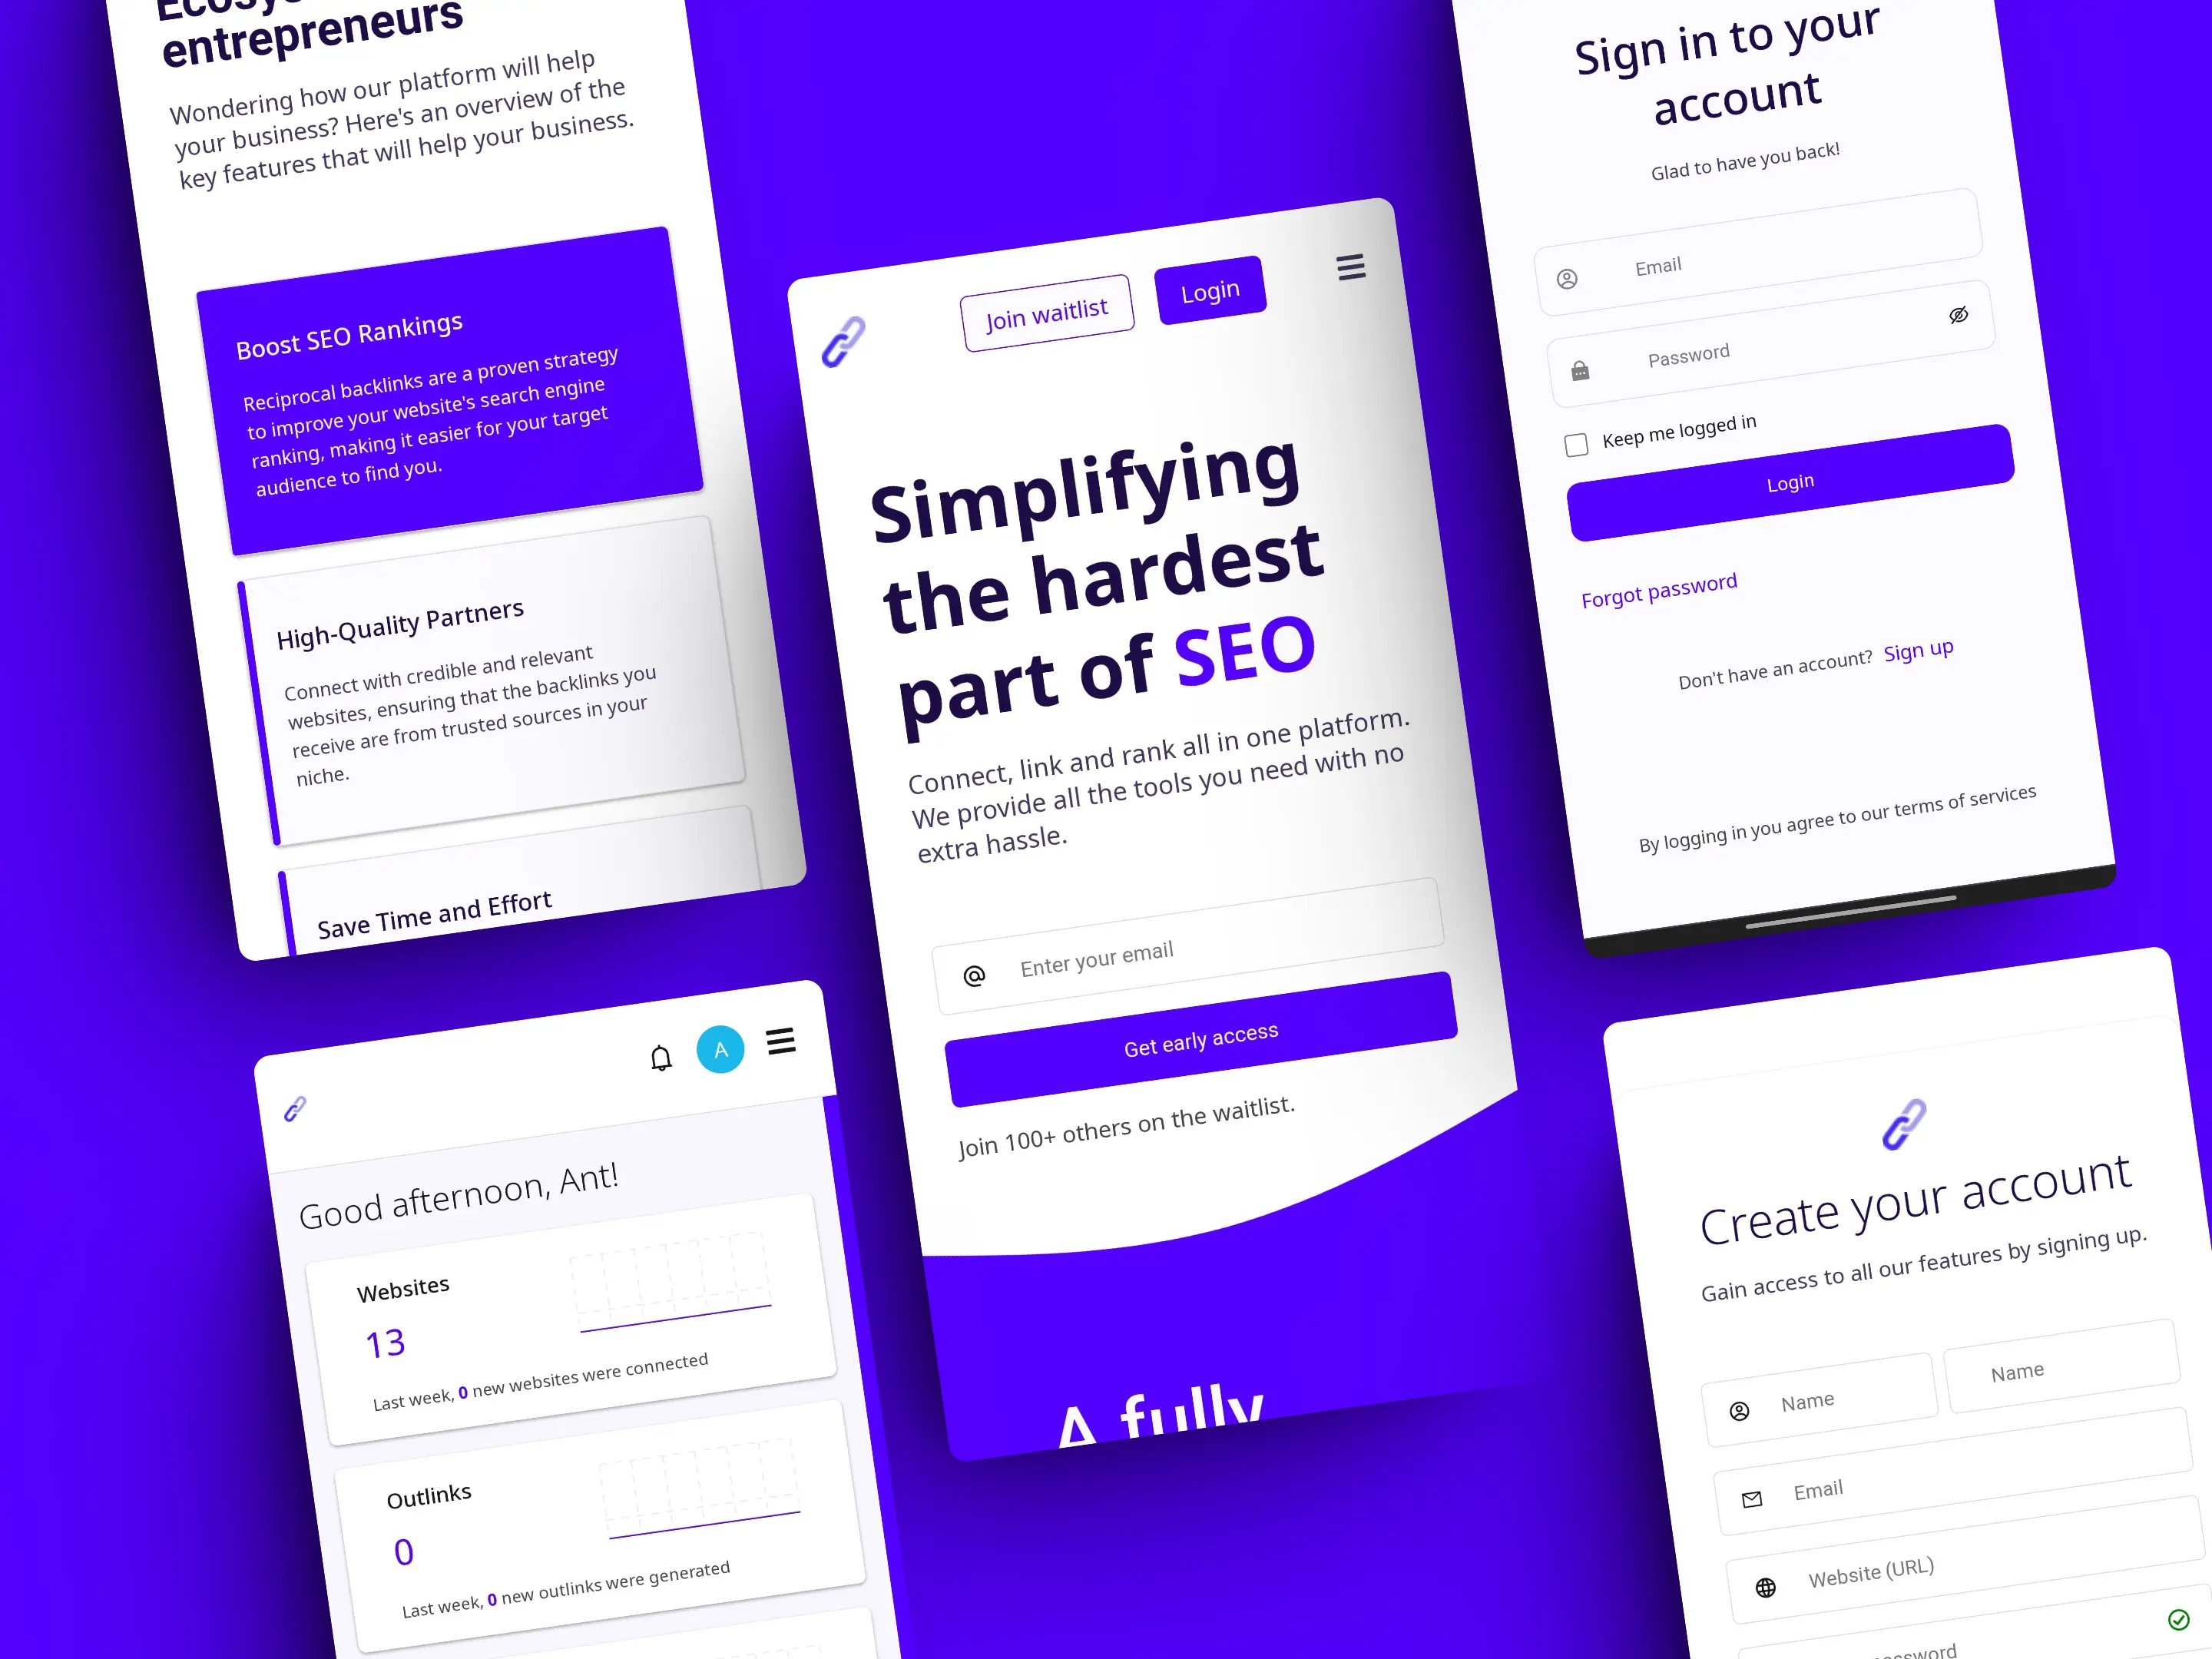 entrepreneurs
Wondering how our platform will help
your business? Here's an overview of the
key features that will help your business.
Boost SEO Rankings
Reciprocal backlinks are a proven strategy
to improve your website's search engine
ranking, making it easier for your target
audience to find you.
High-Quality Partners
Connect with credible and relevant
websites, ensuring that the backlinks you
receive are from trusted sources in your
niche.
Save Time and Effort
A
Good afternoon, Ant!
Websites
13
Last week, 0 new websites were connected
Outlinks
0
Last week, 0 new outlinks were generated
Join waitlist
Login
Simplifying
the hardest
part of SEO
Connect, link and rank all in one platform.
We provide all the tools you need with no
extra hassle.
Enter your email
Get early access
Join 100+ others on the waitlist.
A fully
Sign in to your
account
Glad to have you back!
Email
Password
Keep me logged in
Login
Forgot password
Don't have an account? Sign up
By logging in you agree to our terms of services
Create your account
Gain access to all our features by signing up.
Name
Name
Email
Website (URL)